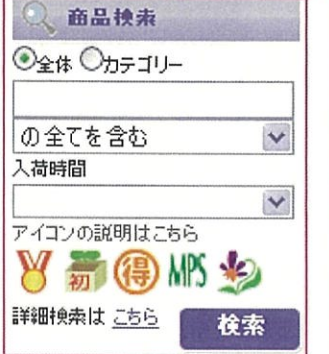 商品検索
全体 カテゴリー
の全てを含む
入荷時間
アイコンの説明はこちら
初 得 MPS
詳細検索は こちら
検索